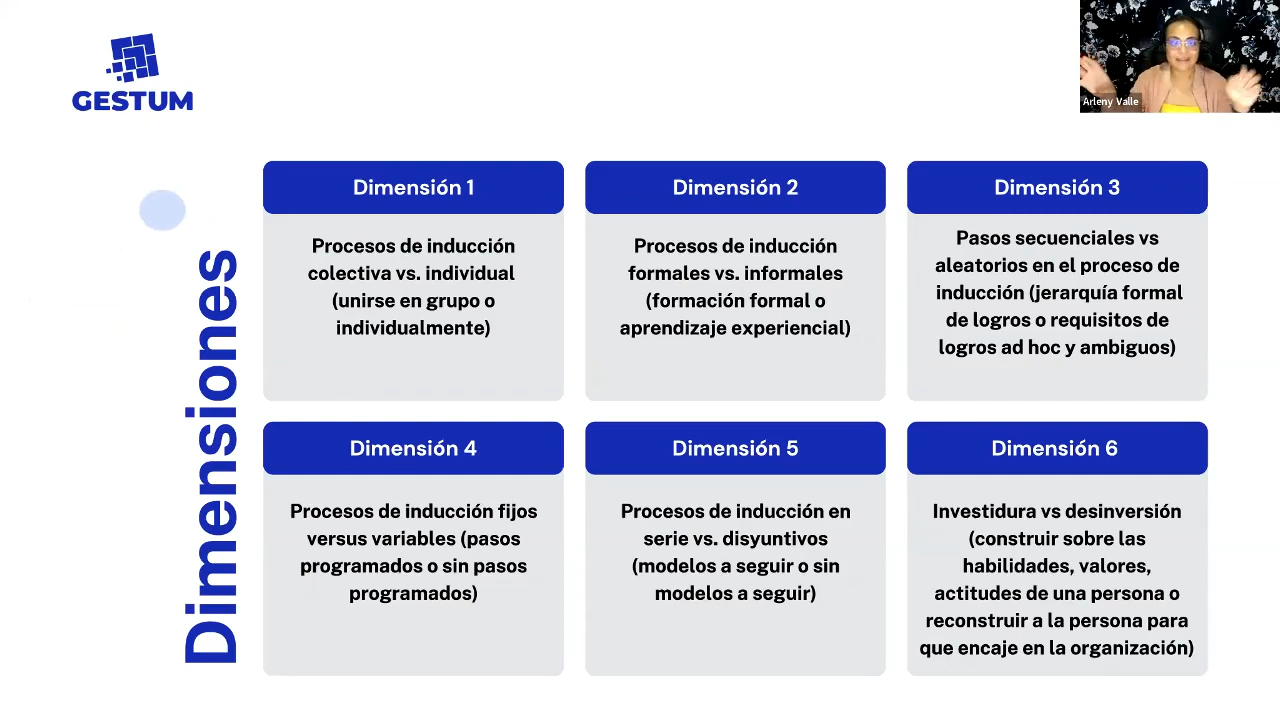 GESTUM
Arleny Valle
Dimensiones
Dimensión 1
Procesos de inducción
colectiva vs. individual
(unirse en grupo o
individualmente)
Dimensión 2
Procesos de inducción
formales vs. informales
(formación formal o
aprendizaje experiencial)
Dimensión 3
Pasos secuenciales vs
aleatorios en el proceso de
inducción (jerarquía formal
de logros o requisitos de
logros ad hoc y ambiguos)
Dimensión 4
Procesos de inducción fijos
versus variables (pasos
programados o sin pasos
programados)
Dimensión 5
Procesos de inducción en
serie vs. disyuntivos
(modelos a seguir o sin
modelos a seguir)
Dimensión 6
Investidura vs desinversión
(construir sobre las
habilidades, valores,
actitudes de una persona o
reconstruir a la persona para
que encaje en la organización)